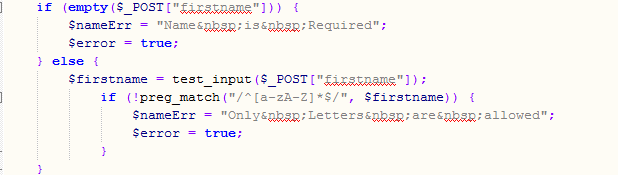 if (empty($_POST["firstname"])) {
$nameErr = "Name&nbsp;is&nbsp;Required";
$error = true;
} else {
$firstname = test_input($_POST["firstname"]);
if (!preg_match("/^[a-zA-Z]*$/", $firstname)) {
$nameErr = "Only&nbsp;Letters&nbsp;are&nbsp;allowed";
$error = true;
}
}